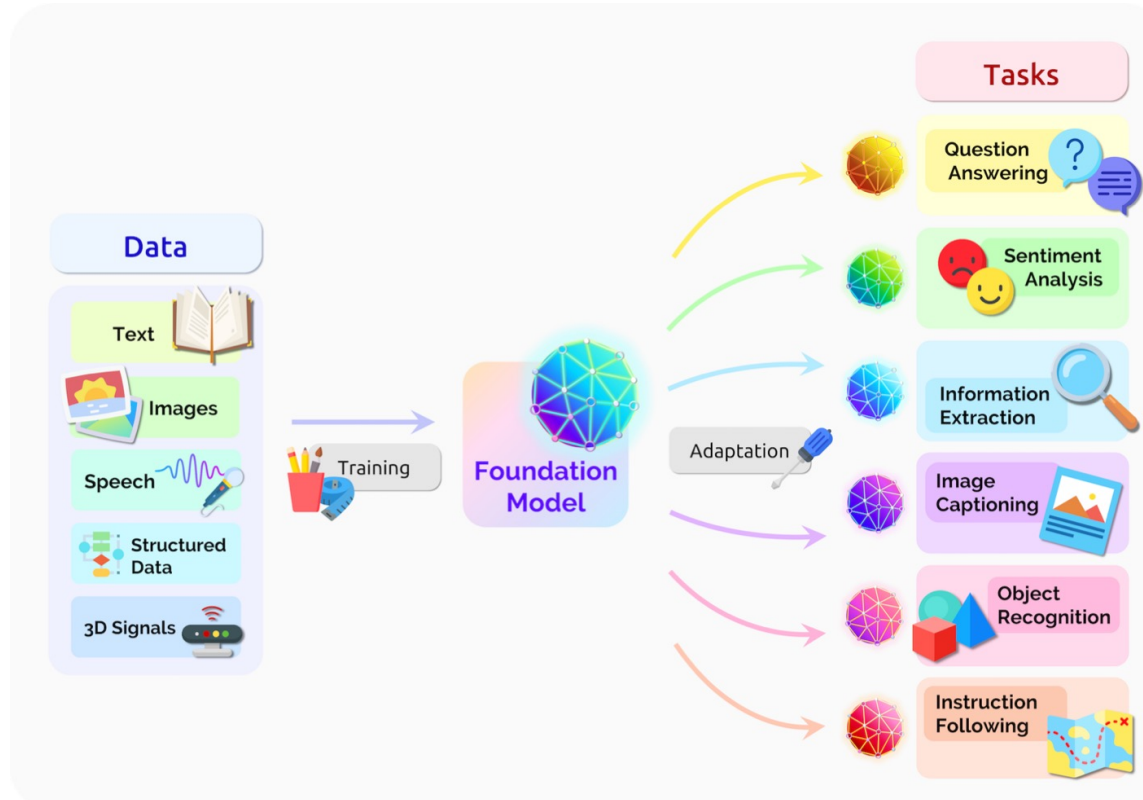 Data
Text
Images
Speech
Structured
Data
3D Signals
Training
Foundation
Model
Adaptation
Tasks
Question
Answering
Sentiment
Analysis
Information
Extraction
Image
Captioning
Object
Recognition
Instruction
Following